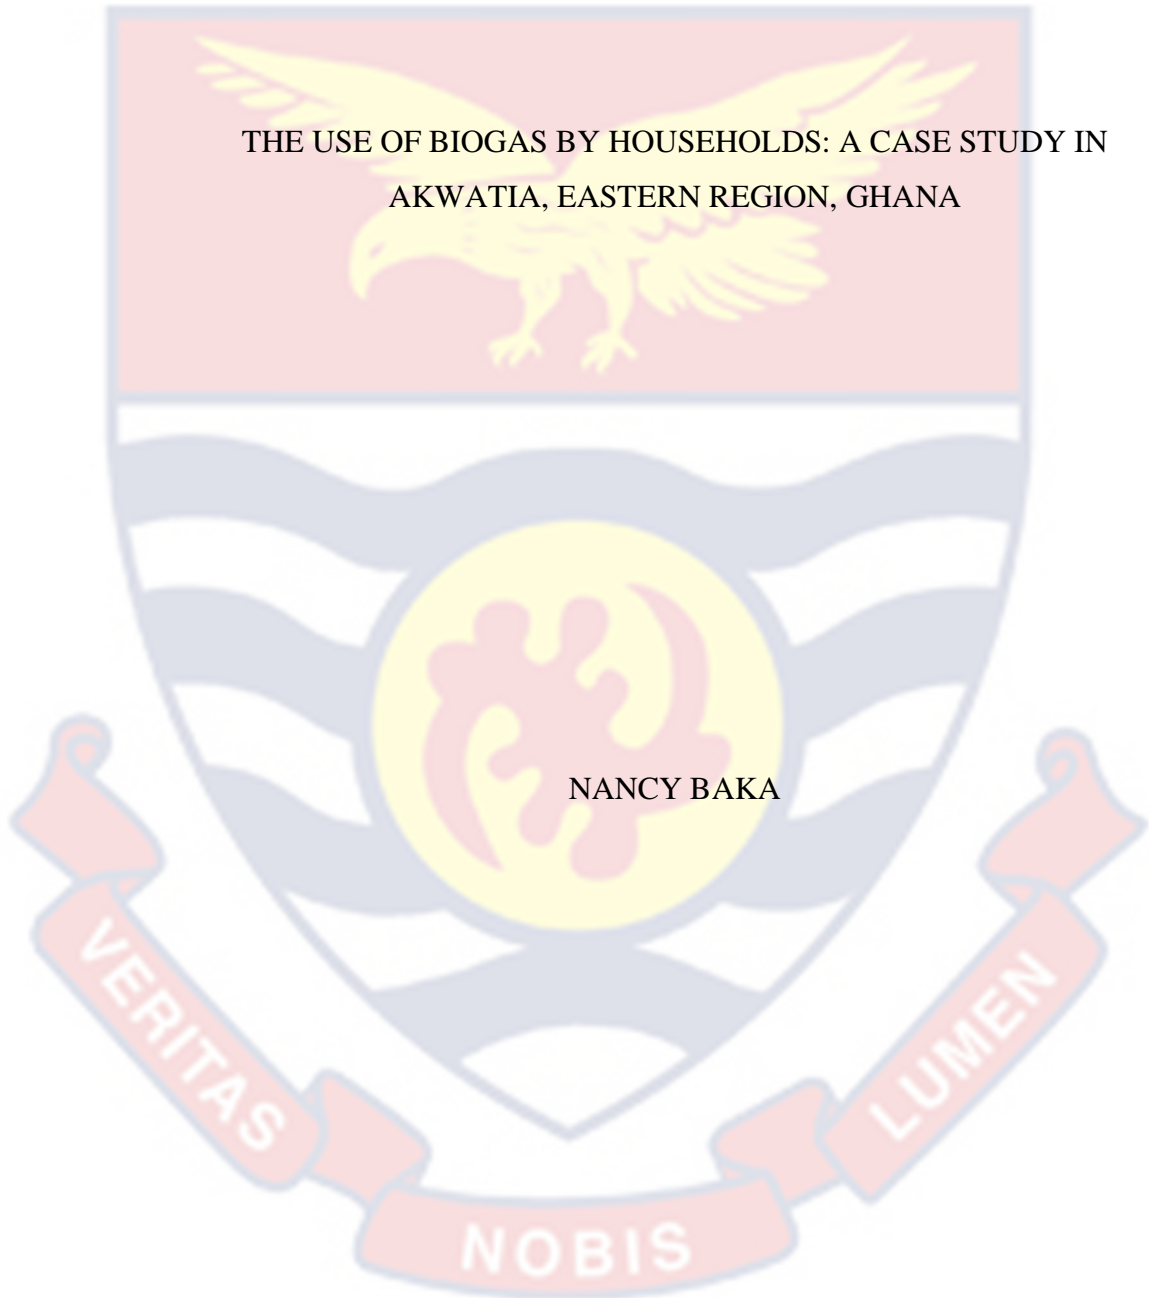 THE USE OF BIOGAS BY HOUSEHOLDS: A CASE STUDY IN
AKWATIA, EASTERN REGION, GHANA
NANCY BAKA
VERITAS
NOBIS
LUMEN